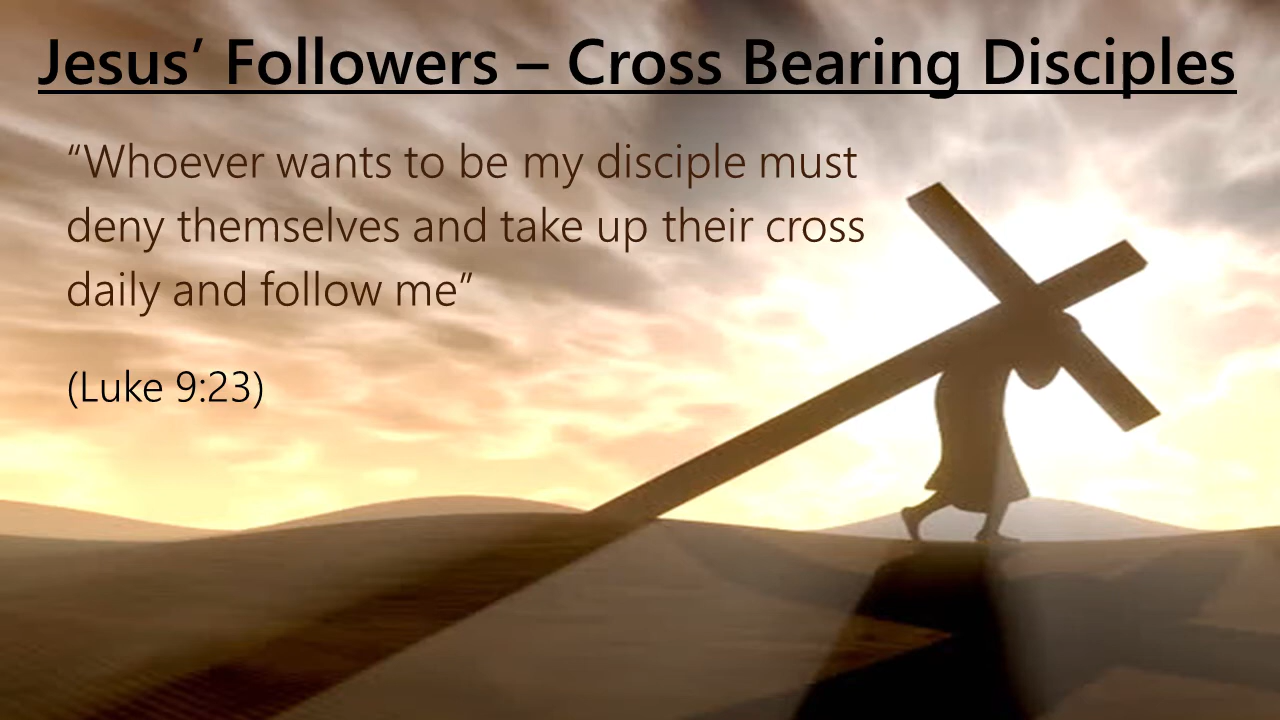 Jesus’ Followers – Cross Bearing Disciples
“Whoever wants to be my disciple must
deny themselves and take up their cross
daily and follow me”
(Luke 9:23)